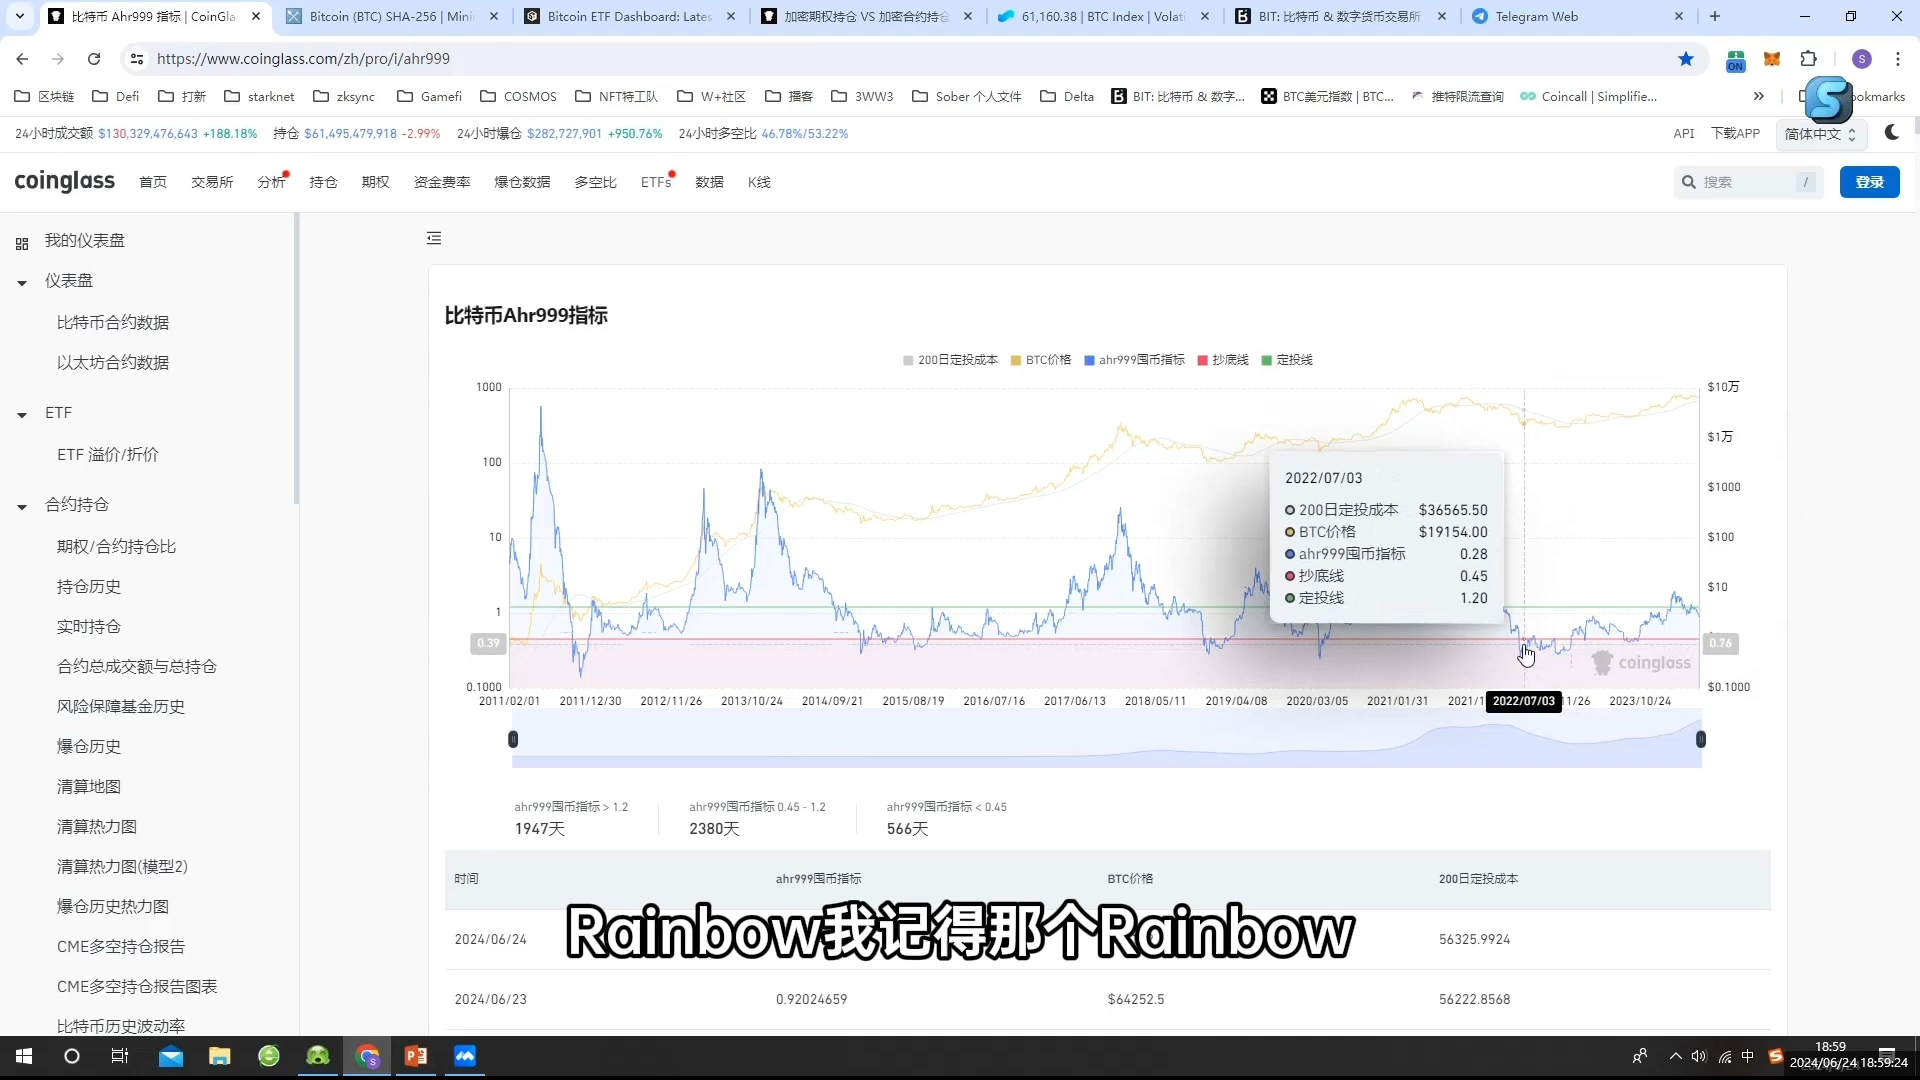 比特币 Ahr999 指标 | CoinGla
Bitcoin (BTC) SHA-256 | Mini
Bitcoin ETF Dashboard: Lates
加密期权持仓 VS 加密合约持仓
61,160.38 | BTC Index | Volati
BIT: 比特币 & 数字货币交易所
Telegram Web
https://www.coinglass.com/zh/pro/i/ahr999
ON
S
区块链
Defi
打新
starknet
zksync
Gamefi
COSMOS
NFT特工队
W+社区
播客
3WW3
Sober 个人文件
Delta
BIT: 比特币 & 数字...
BTC美元指数 | BTC...
推特限流查询
Coincall | Simplifie...
ookmarks
24小时成交额 $130,329,476,643 +188.18% 持仓 $61,495,479,918 -2.99% 24小时爆仓 $282,727,901 +950.76% 24小时多空比 46.78%/53.22%
API 下载APP 简体中文
coinglass 首页 交易所 分析 持仓 期权 资金费率 爆仓数据 多空比 ETFs 数据 K线
搜索 /
登录
我的仪表盘
仪表盘
比特币合约数据
以太坊合约数据
ETF
ETF 溢价/折价
合约持仓
期权/合约持仓比
持仓历史
实时持仓
合约总成交额与总持仓
风险保障基金历史
爆仓历史
清算地图
清算热力图
清算热力图(模型2)
爆仓历史热力图
CME多空持仓报告
CME多空持仓报告图表
比特币历史波动率
比特币Ahr999指标
200日定投成本 BTC价格 ahr999囤币指标 抄底线 定投线
1000
100
10
1
0.39
0.1000
$10万
$1万
$1000
$100
$10
0.76
$0.1000
2022/07/03
200日定投成本 $36565.50
BTC价格 $19154.00
ahr999囤币指标 0.28
抄底线 0.45
定投线 1.20
coinglass
2011/02/01 2011/12/30 2012/11/26 2013/10/24 2014/09/21 2015/08/19 2016/07/16 2017/06/13 2018/05/11 2019/04/08 2020/03/05 2021/01/31 2021/1 2022/07/03 1/26 2023/10/24
ahr999囤币指标 > 1.2
1947天
ahr999囤币指标 0.45 - 1.2
2380天
ahr999囤币指标 < 0.45
566天
时间 ahr999囤币指标 BTC价格 200日定投成本
2024/06/24 56325.9924
Rainbow我记得那个Rainbow
2024/06/23 0.92024659 $64252.5 56222.8568
中
18:59
2024/06/24 18:59:24